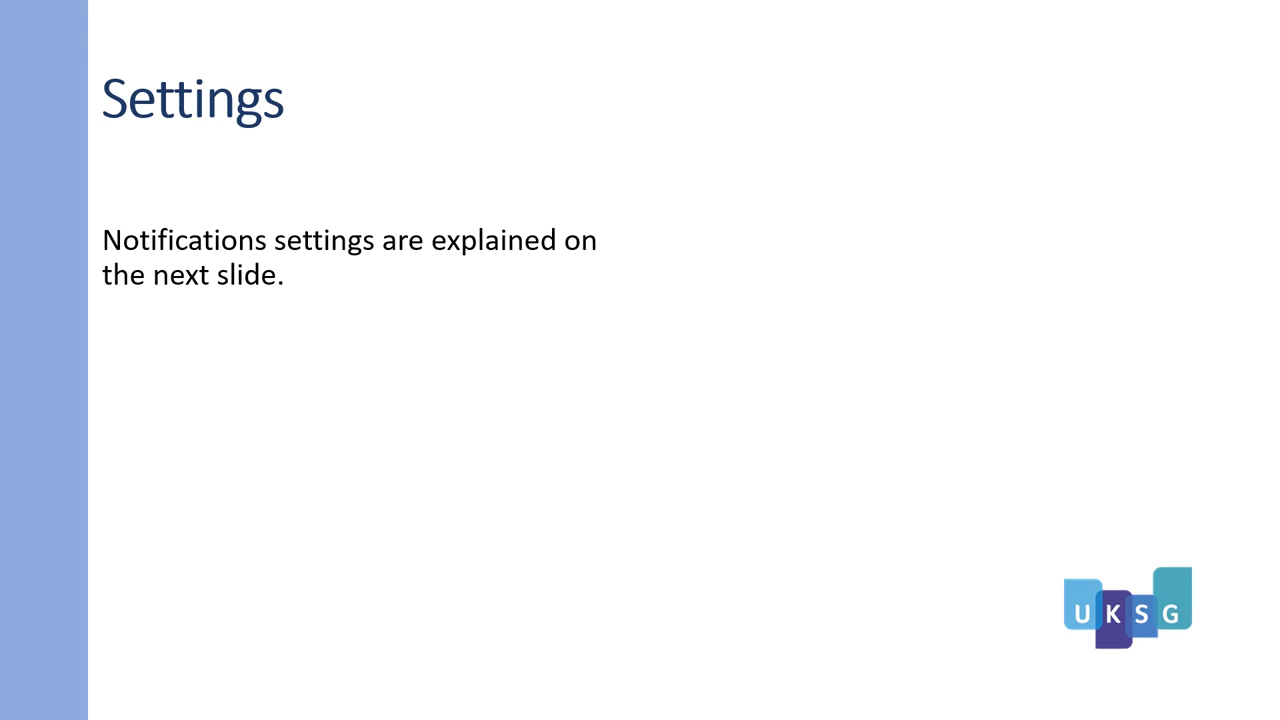 Settings
Notifications settings are explained on
the next slide.
UKSG